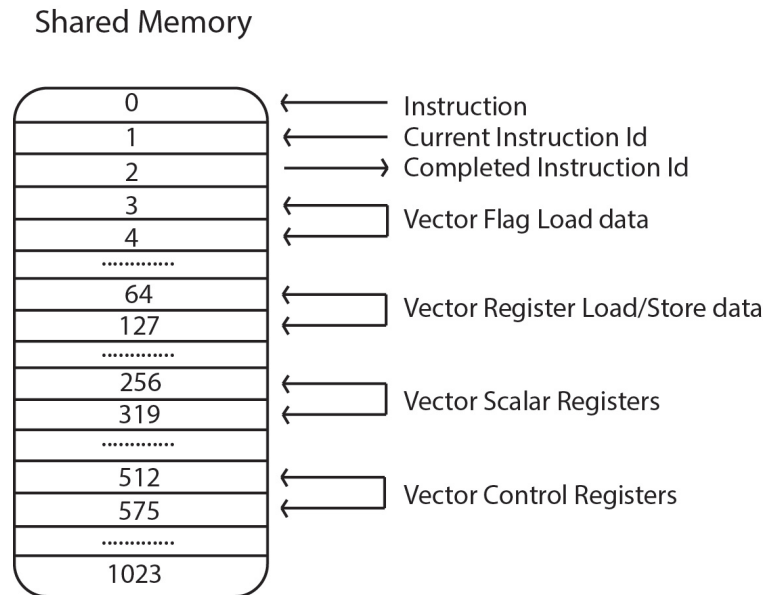 Shared Memory
0
Instruction
1
Current Instruction Id
2
Completed Instruction Id
3
Vector Flag Load data
4
.............
64
Vector Register Load/Store data
127
.............
256
Vector Scalar Registers
319
.............
512
Vector Control Registers
575
.............
1023